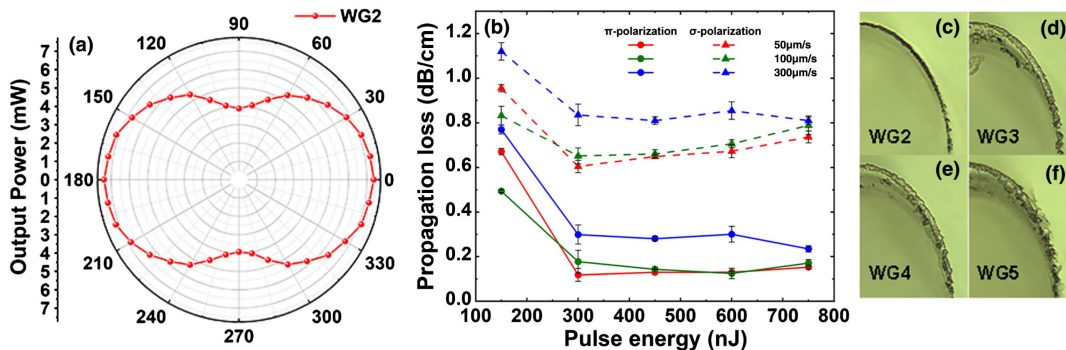 (a)
WG2
Output Power (mW)
7
6
5
4
3
2
1
0
1
2
3
4
5
6
7
90
60
30
0
330
300
270
240
210
180
150
120
(b)
π-polarization σ-polarization
50μm/s
100μm/s
300μm/s
Propagation loss (dB/cm)
1.2
1.0
0.8
0.6
0.4
0.2
0.0
100 200 300 400 500 600 700 800
Pulse energy (nJ)
(c)
WG2
(d)
WG3
(e)
WG4
(f)
WG5